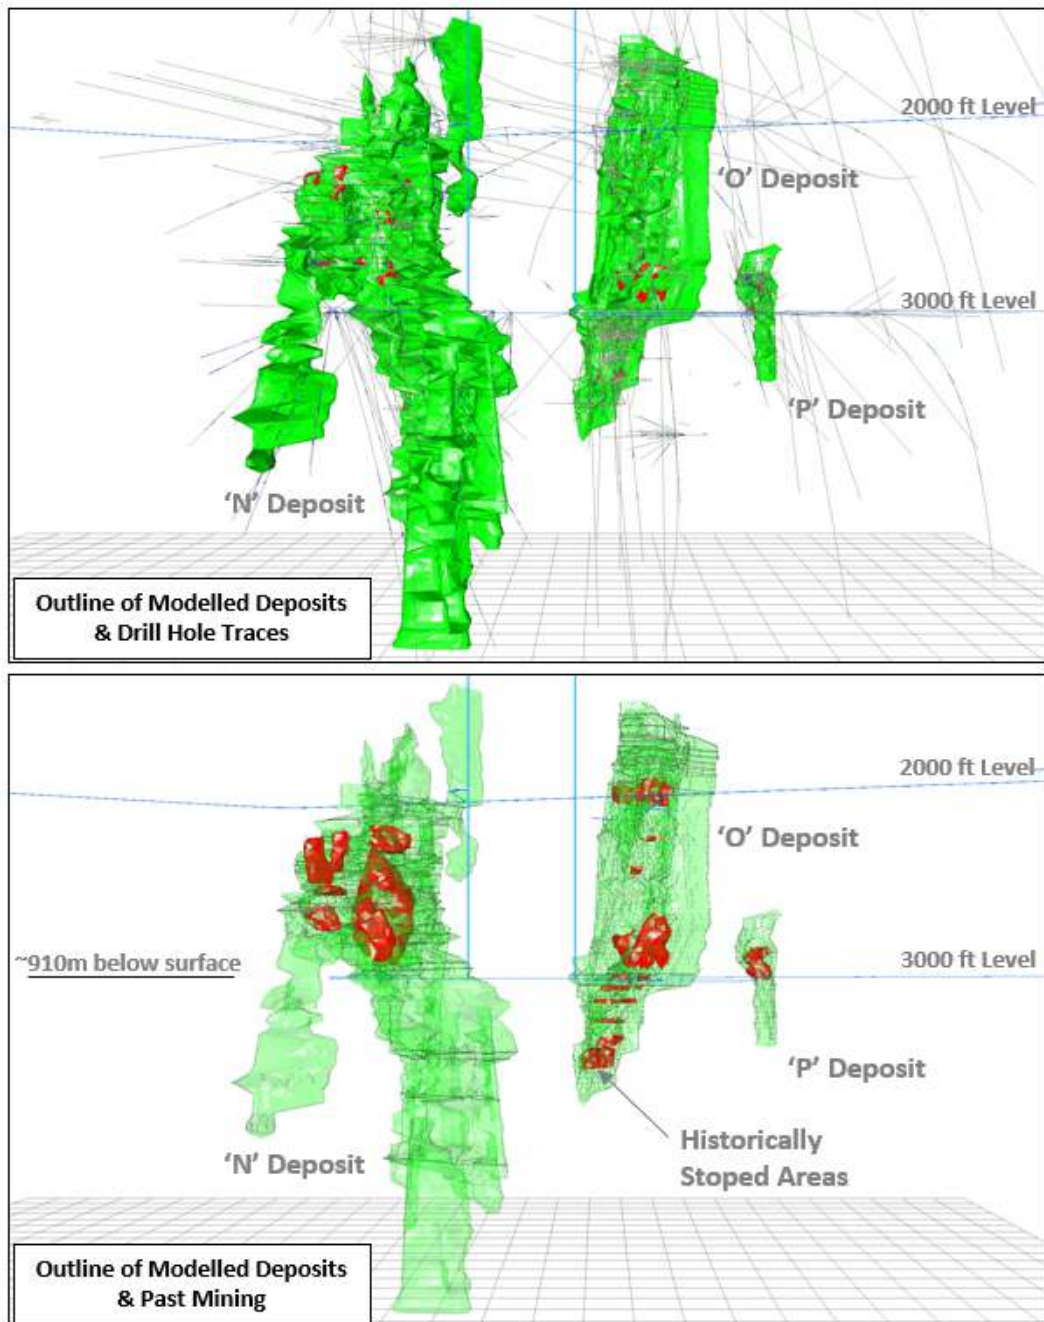 2000 ft Level
‘O’ Deposit
3000 ft Level
‘P’ Deposit
‘N’ Deposit
Outline of Modelled Deposits
& Drill Hole Traces
2000 ft Level
‘O’ Deposit
~910m below surface
3000 ft Level
‘P’ Deposit
Historically
Stoped Areas
‘N’ Deposit
Outline of Modelled Deposits
& Past Mining